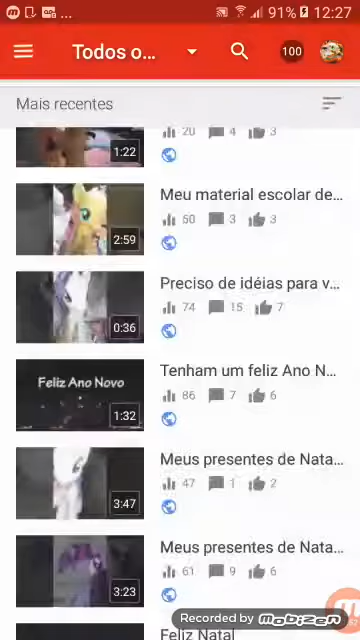 91% 12:27
Todos o...
100
Mais recentes
1:22
20 4 3
Meu material escolar de...
2:59
50 3 3
Preciso de idéias para v...
0:36
74 15 7
Tenham um feliz Ano N...
Feliz Ano Novo
1:32
86 7 6
Meus presentes de Nata...
3:47
47 1 2
Meus presentes de Nata...
3:23
61 9 6
Recorded by Mobizen
Feliz Natal